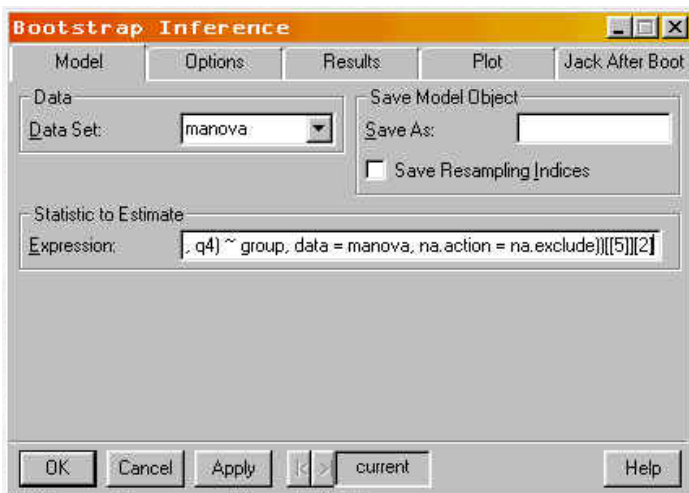 Bootstrap Inference
Model Options Results Plot Jack After Boot
Data
Data Set: manova
Save Model Object
Save As:
Save Resampling Indices
Statistic to Estimate
Expression: , q4) ~ group, data = manova, na.action = na.exclude))[[5]][2]
OK Cancel Apply |< > current Help